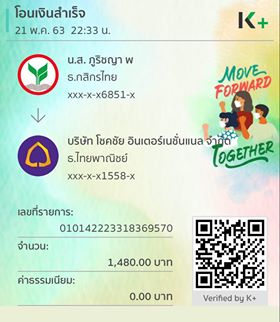 โอนเงินสำเร็จ
21 พ.ค. 63 22:33 น.
K+
น.ส. ภูริชญา พ
ธ.กสิกรไทย
xxx-x-x6851-x
MOVE FORWARD
TOGETHER
บริษัท โชคชัย อินเตอร์เนชั่นแนล จำกัด
ธ.ไทยพาณิชย์
xxx-x-x1558-x
เลขที่รายการ:
010142223318369570
จำนวน:
1,480.00 บาท
ค่าธรรมเนียม:
0.00 บาท
Verified by K+